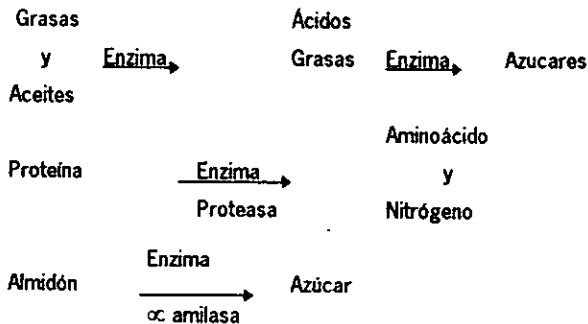 Grasas Ácidos
y Enzima Grasas Enzima Azucares
Aceites
Aminoácido
Proteína Enzima y
Proteasa Nitrógeno
Enzima
Almidón Azúcar
∝ amilasa